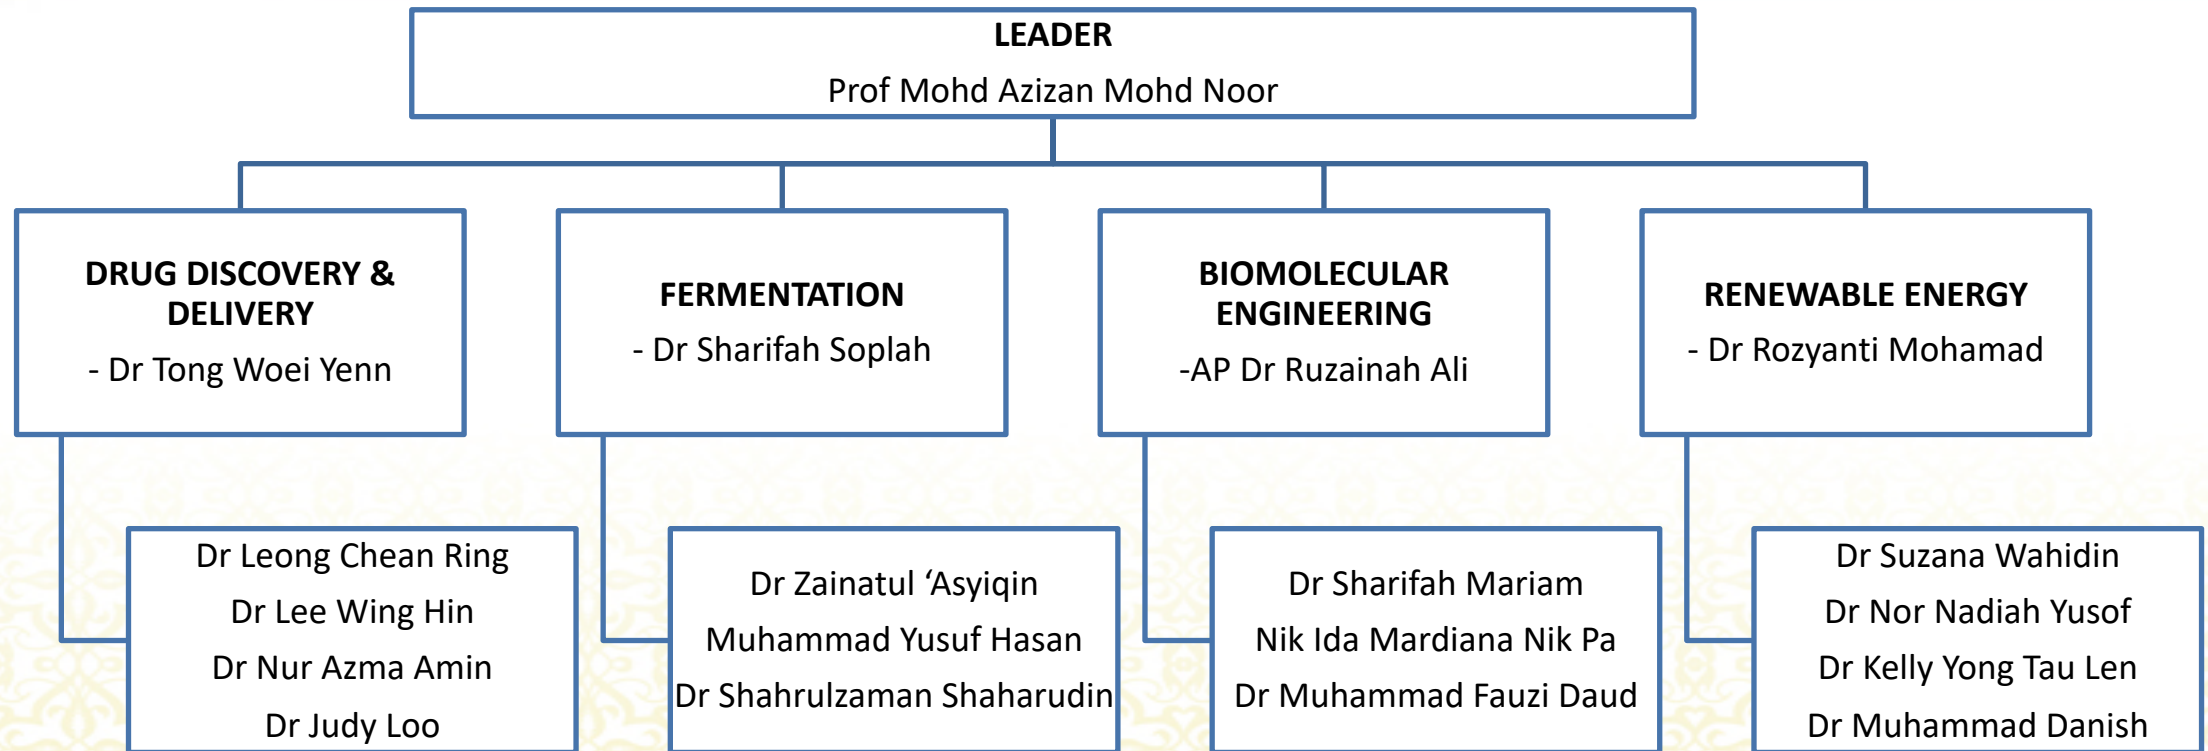 LEADER
Prof Mohd Azizan Mohd Noor
DRUG DISCOVERY &
DELIVERY
- Dr Tong Woei Yenn
FERMENTATION
- Dr Sharifah Soplah
BIOMOLECULAR
ENGINEERING
-AP Dr Ruzainah Ali
RENEWABLE ENERGY
- Dr Rozyanti Mohamad
Dr Leong Chean Ring
Dr Lee Wing Hin
Dr Nur Azma Amin
Dr Judy Loo
Dr Zainatul ‘Asyiqin
Muhammad Yusuf Hasan
Dr Shahrulzaman Shaharudin
Dr Sharifah Mariam
Nik Ida Mardiana Nik Pa
Dr Muhammad Fauzi Daud
Dr Suzana Wahidin
Dr Nor Nadiah Yusof
Dr Kelly Yong Tau Len
Dr Muhammad Danish